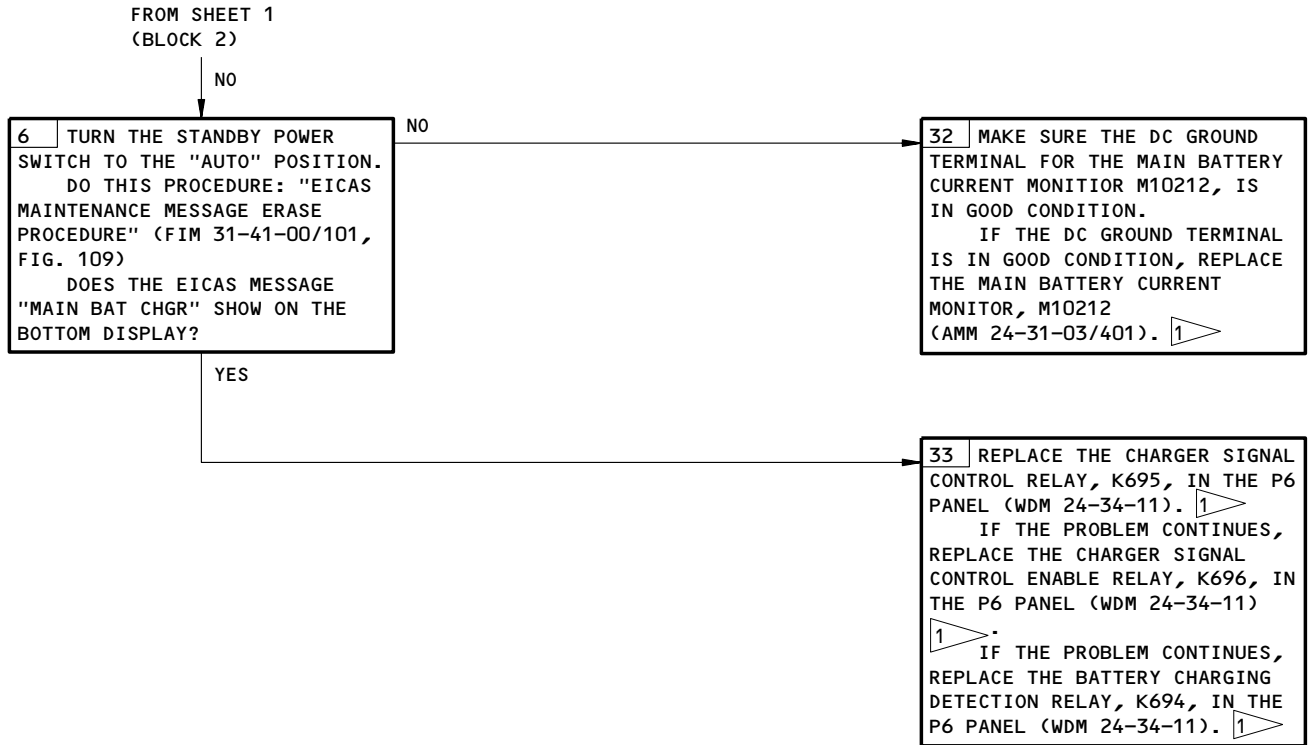 FROM SHEET 1
(BLOCK 2)
NO
6 TURN THE STANDBY POWER
SWITCH TO THE "AUTO" POSITION.
DO THIS PROCEDURE: "EICAS
MAINTENANCE MESSAGE ERASE
PROCEDURE" (FIM 31-41-00/101,
FIG. 109)
DOES THE EICAS MESSAGE
"MAIN BAT CHGR" SHOW ON THE
BOTTOM DISPLAY?
NO
32 MAKE SURE THE DC GROUND
TERMINAL FOR THE MAIN BATTERY
CURRENT MONITIOR M10212, IS
IN GOOD CONDITION.
IF THE DC GROUND TERMINAL
IS IN GOOD CONDITION, REPLACE
THE MAIN BATTERY CURRENT
MONITOR, M10212
(AMM 24-31-03/401). 1
YES
33 REPLACE THE CHARGER SIGNAL
CONTROL RELAY, K695, IN THE P6
PANEL (WDM 24-34-11). 1
IF THE PROBLEM CONTINUES,
REPLACE THE CHARGER SIGNAL
CONTROL ENABLE RELAY, K696, IN
THE P6 PANEL (WDM 24-34-11)
1 .
IF THE PROBLEM CONTINUES,
REPLACE THE BATTERY CHARGING
DETECTION RELAY, K694, IN THE
P6 PANEL (WDM 24-34-11). 1